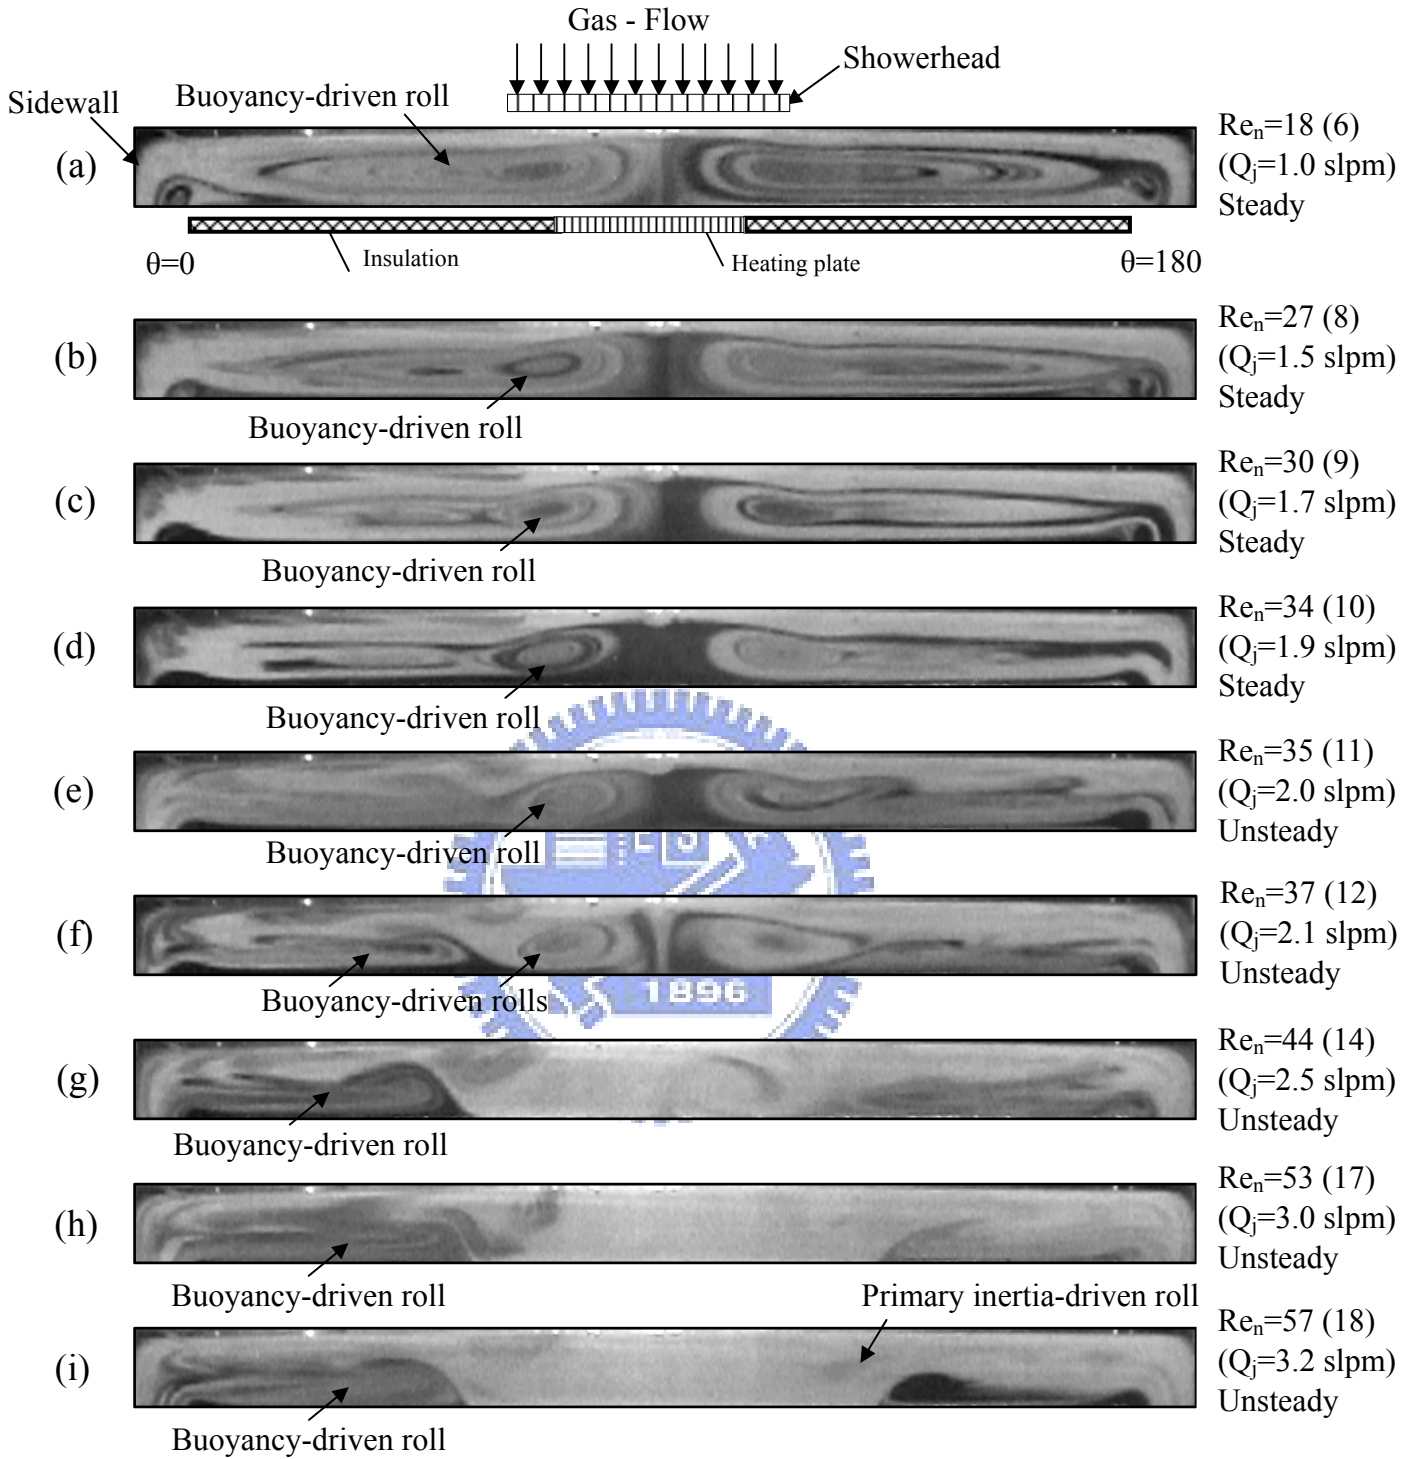 Gas - Flow
Showerhead
Sidewall
Buoyancy-driven roll
(a)
Re_n=18 (6)
(Q_j=1.0 slpm)
Steady
θ=0
Insulation
Heating plate
θ=180
(b)
Re_n=27 (8)
(Q_j=1.5 slpm)
Steady
Buoyancy-driven roll
(c)
Re_n=30 (9)
(Q_j=1.7 slpm)
Steady
Buoyancy-driven roll
(d)
Re_n=34 (10)
(Q_j=1.9 slpm)
Steady
Buoyancy-driven roll
(e)
Re_n=35 (11)
(Q_j=2.0 slpm)
Unsteady
Buoyancy-driven roll
(f)
Re_n=37 (12)
(Q_j=2.1 slpm)
Unsteady
Buoyancy-driven rolls
1896
(g)
Re_n=44 (14)
(Q_j=2.5 slpm)
Unsteady
Buoyancy-driven roll
(h)
Re_n=53 (17)
(Q_j=3.0 slpm)
Unsteady
Buoyancy-driven roll
Primary inertia-driven roll
(i)
Re_n=57 (18)
(Q_j=3.2 slpm)
Unsteady
Buoyancy-driven roll